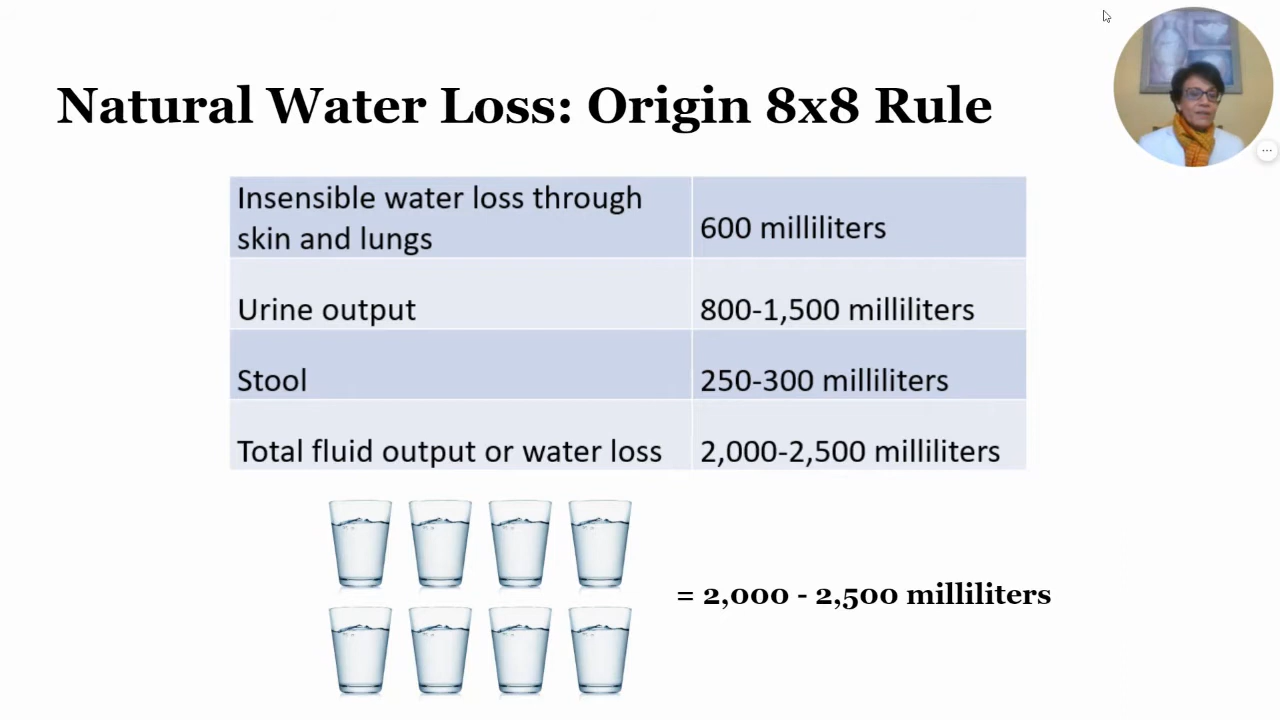 Natural Water Loss: Origin 8x8 Rule
Insensible water loss through
skin and lungs
600 milliliters
Urine output
800-1,500 milliliters
Stool
250-300 milliliters
Total fluid output or water loss
2,000-2,500 milliliters
= 2,000 - 2,500 milliliters